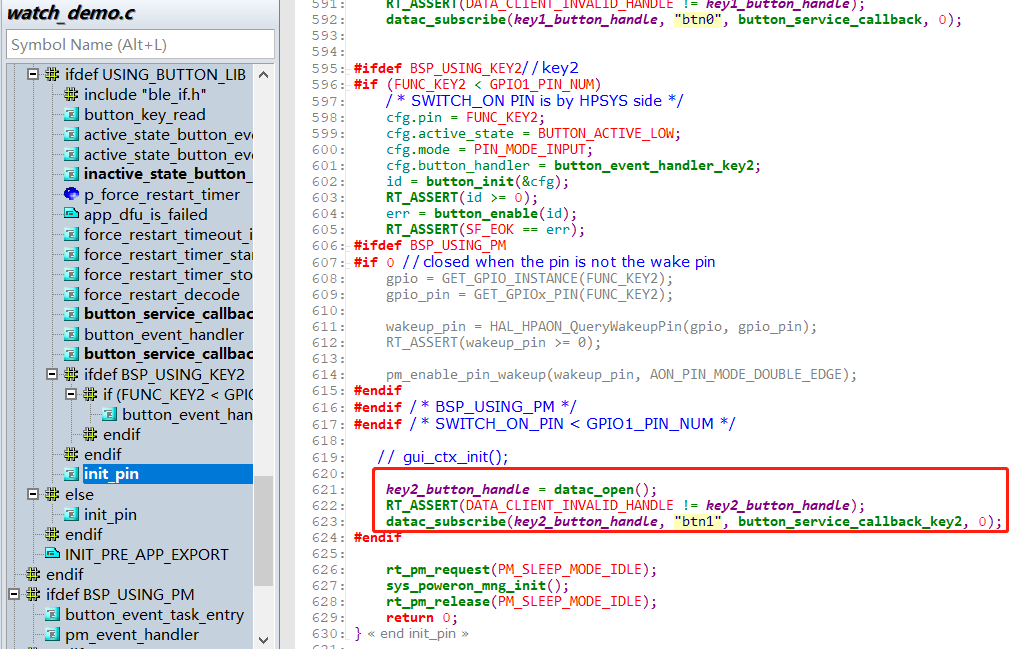 watch_demo.c
Symbol Name (Alt+L)
ifdef USING_BUTTON_LIB
include "ble_if.h"
button_key_read
active_state_button_eve
active_state_button_eve
inactive_state_button_
p_force_restart_timer
app_dfu_is_failed
force_restart_timeout_i
force_restart_timer_sta
force_restart_timer_sto
force_restart_decode
button_service_callbac
button_event_handler
button_service_callbac
ifdef BSP_USING_KEY2
if (FUNC_KEY2 < GPIO
button_event_han
endif
endif
init_pin
else
init_pin
endif
INIT_PRE_APP_EXPORT
endif
ifdef BSP_USING_PM
button_event_task_entry
pm_event_handler
591: RT_ASSERT(DATA_CLIENT_INVALID_HANDLE != key1_button_handle);
592: datac_subscribe(key1_button_handle, "btn0", button_service_callback, 0);
593:
594:
595: #ifdef BSP_USING_KEY2//key2
596: #if (FUNC_KEY2 < GPIO1_PIN_NUM)
597: /* SWITCH_ON PIN is by HPSYS side */
598: cfg.pin = FUNC_KEY2;
599: cfg.active_state = BUTTON_ACTIVE_LOW;
600: cfg.mode = PIN_MODE_INPUT;
601: cfg.button_handler = button_event_handler_key2;
602: id = button_init(&cfg);
603: RT_ASSERT(id >= 0);
604: err = button_enable(id);
605: RT_ASSERT(SF_EOK == err);
606: #ifdef BSP_USING_PM
607: #if 0 //closed when the pin is not the wake pin
608: gpio = GET_GPIO_INSTANCE(FUNC_KEY2);
609: gpio_pin = GET_GPIOx_PIN(FUNC_KEY2);
610:
611: wakeup_pin = HAL_HPAON_QueryWakeupPin(gpio, gpio_pin);
612: RT_ASSERT(wakeup_pin >= 0);
613:
614: pm_enable_pin_wakeup(wakeup_pin, AON_PIN_MODE_DOUBLE_EDGE);
615: #endif
616: #endif /* BSP_USING_PM */
617: #endif /* SWITCH_ON_PIN < GPIO1_PIN_NUM */
618:
619: // gui_ctx_init();
620:
621: key2_button_handle = datac_open();
622: RT_ASSERT(DATA_CLIENT_INVALID_HANDLE != key2_button_handle);
623: datac_subscribe(key2_button_handle, "btn1", button_service_callback_key2, 0);
624: #endif
625:
626: rt_pm_request(PM_SLEEP_MODE_IDLE);
627: sys_poweron_mng_init();
628: rt_pm_release(PM_SLEEP_MODE_IDLE);
629: return 0;
630: } « end init_pin »